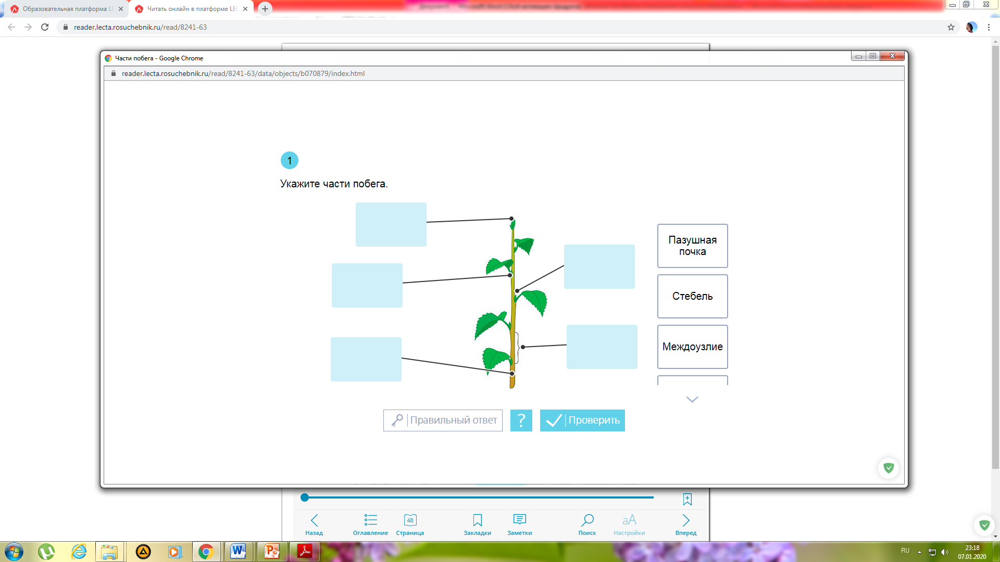 Образовательная платформа LE
Читать онлайн в платформе LEC
reader.lecta.rosuchebnik.ru/read/8241-63
Части побега - Google Chrome
reader.lecta.rosuchebnik.ru/read/8241-63/data/objects/b070879/index.html
1
Укажите части побега.
Пазушная
почка
Стебель
Междоузлие
Правильный ответ
?
Проверить
Назад
Оглавление
48
Страница
Закладки
Заметки
Поиск
аА
Настройки
Вперед
RU
23:18
07.01.2020